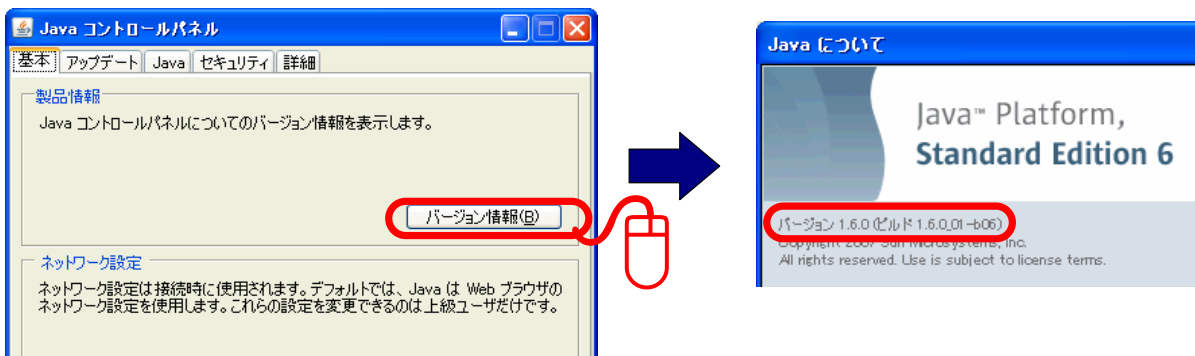 Java コントロールパネル
基本 アップデート Java セキュリティ 詳細
製品情報
Java コントロールパネルについてのバージョン情報を表示します。
バージョン情報(B)
ネットワーク設定
ネットワーク設定は接続時に使用されます。デフォルトでは、Java は Web ブラウザの
ネットワーク設定を使用します。これらの設定を変更できるのは上級ユーザだけです。
Java について
Java™ Platform,
Standard Edition 6
バージョン 1.6.0 (ビルド 1.6.0_01-b06)
Copyright 2007 Sun Microsystems, Inc.
All rights reserved. Use is subject to license terms.